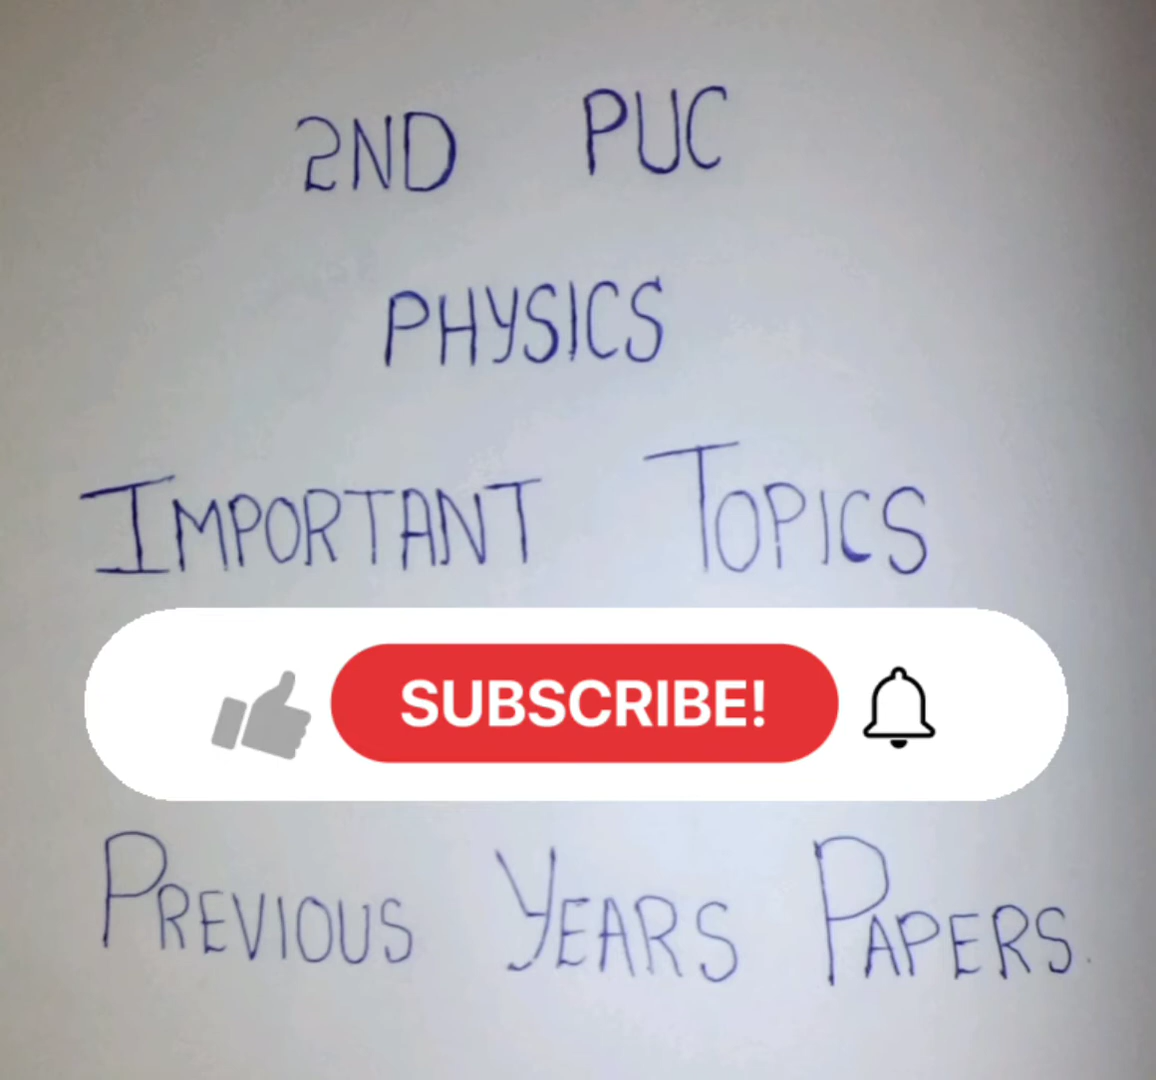 2ND PUC
PHYSICS
IMPORTANT TOPICS
SUBSCRIBE!
PREVIOUS YEARS PAPERS.